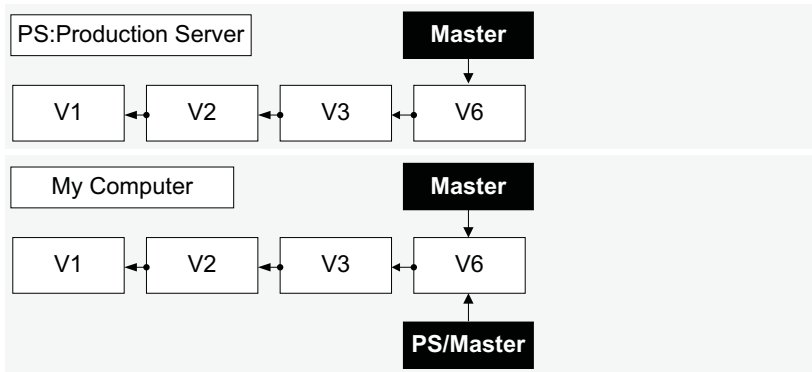 PS:Production Server
Master
V1 V2 V3 V6
My Computer
Master
V1 V2 V3 V6
PS/Master